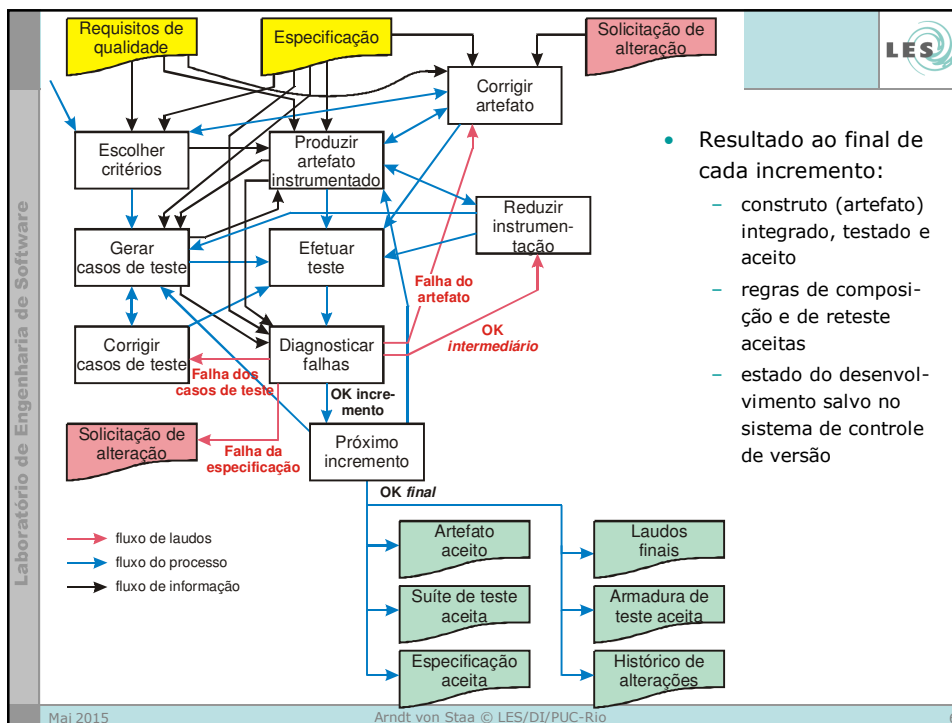 Requisitos de
qualidade
Especificação
Solicitação de
alteração
LES
Corrigir
artefato
Escolher
critérios
Produzir
artefato
instrumentado
Reduzir
instrumen-
tação
Gerar
casos de teste
Efetuar
teste
Falha do
artefato
OK
intermediário
Corrigir
casos de teste
Diagnosticar
falhas
Falha dos
casos de teste
OK incre-
mento
Solicitação de
alteração
Falha da
especificação
Próximo
incremento
OK final
fluxo de laudos
fluxo do processo
fluxo de informação
Artefato
aceito
Laudos
finais
Suíte de teste
aceita
Armadura de
teste aceita
Especificação
aceita
Histórico de
alterações
• Resultado ao final de
cada incremento:
– construto (artefato)
integrado, testado e
aceito
– regras de composi-
ção e de reteste
aceitas
– estado do desenvol-
vimento salvo no
sistema de controle
de versão
Laboratório de Engenharia de Software
Mai 2015
Arndt von Staa © LES/DI/PUC-Rio